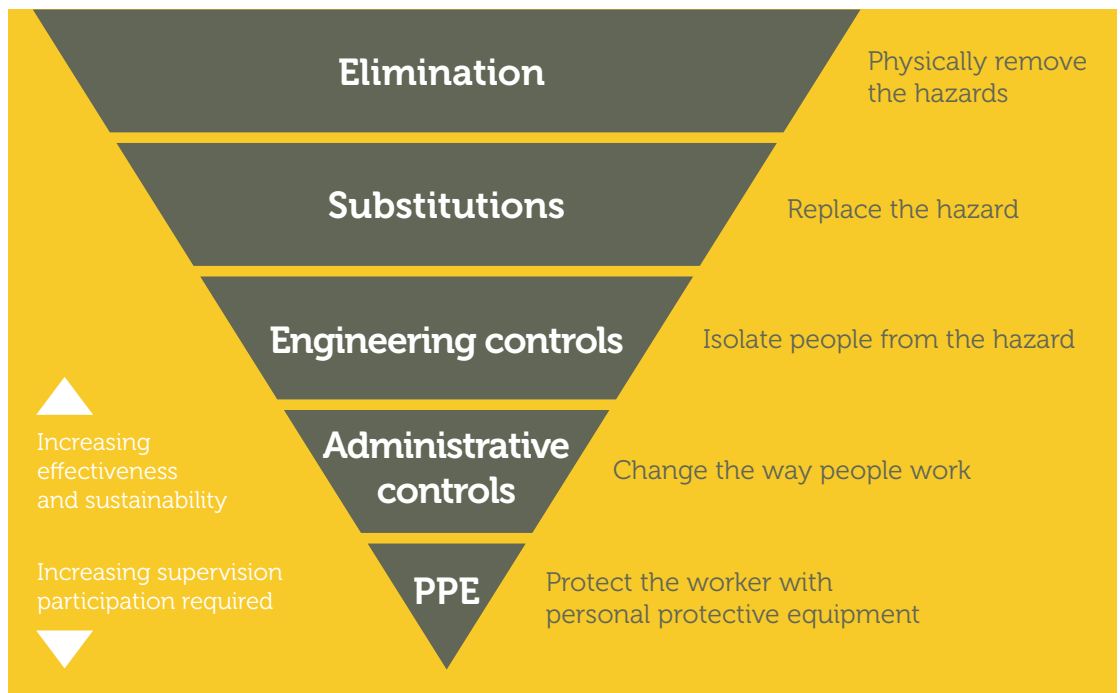 Elimination
Physically remove
the hazards
Substitutions
Replace the hazard
Engineering controls
Isolate people from the hazard
Administrative
controls
Change the way people work
PPE
Protect the worker with
personal protective equipment
Increasing
effectiveness
and sustainability
Increasing supervision
participation required